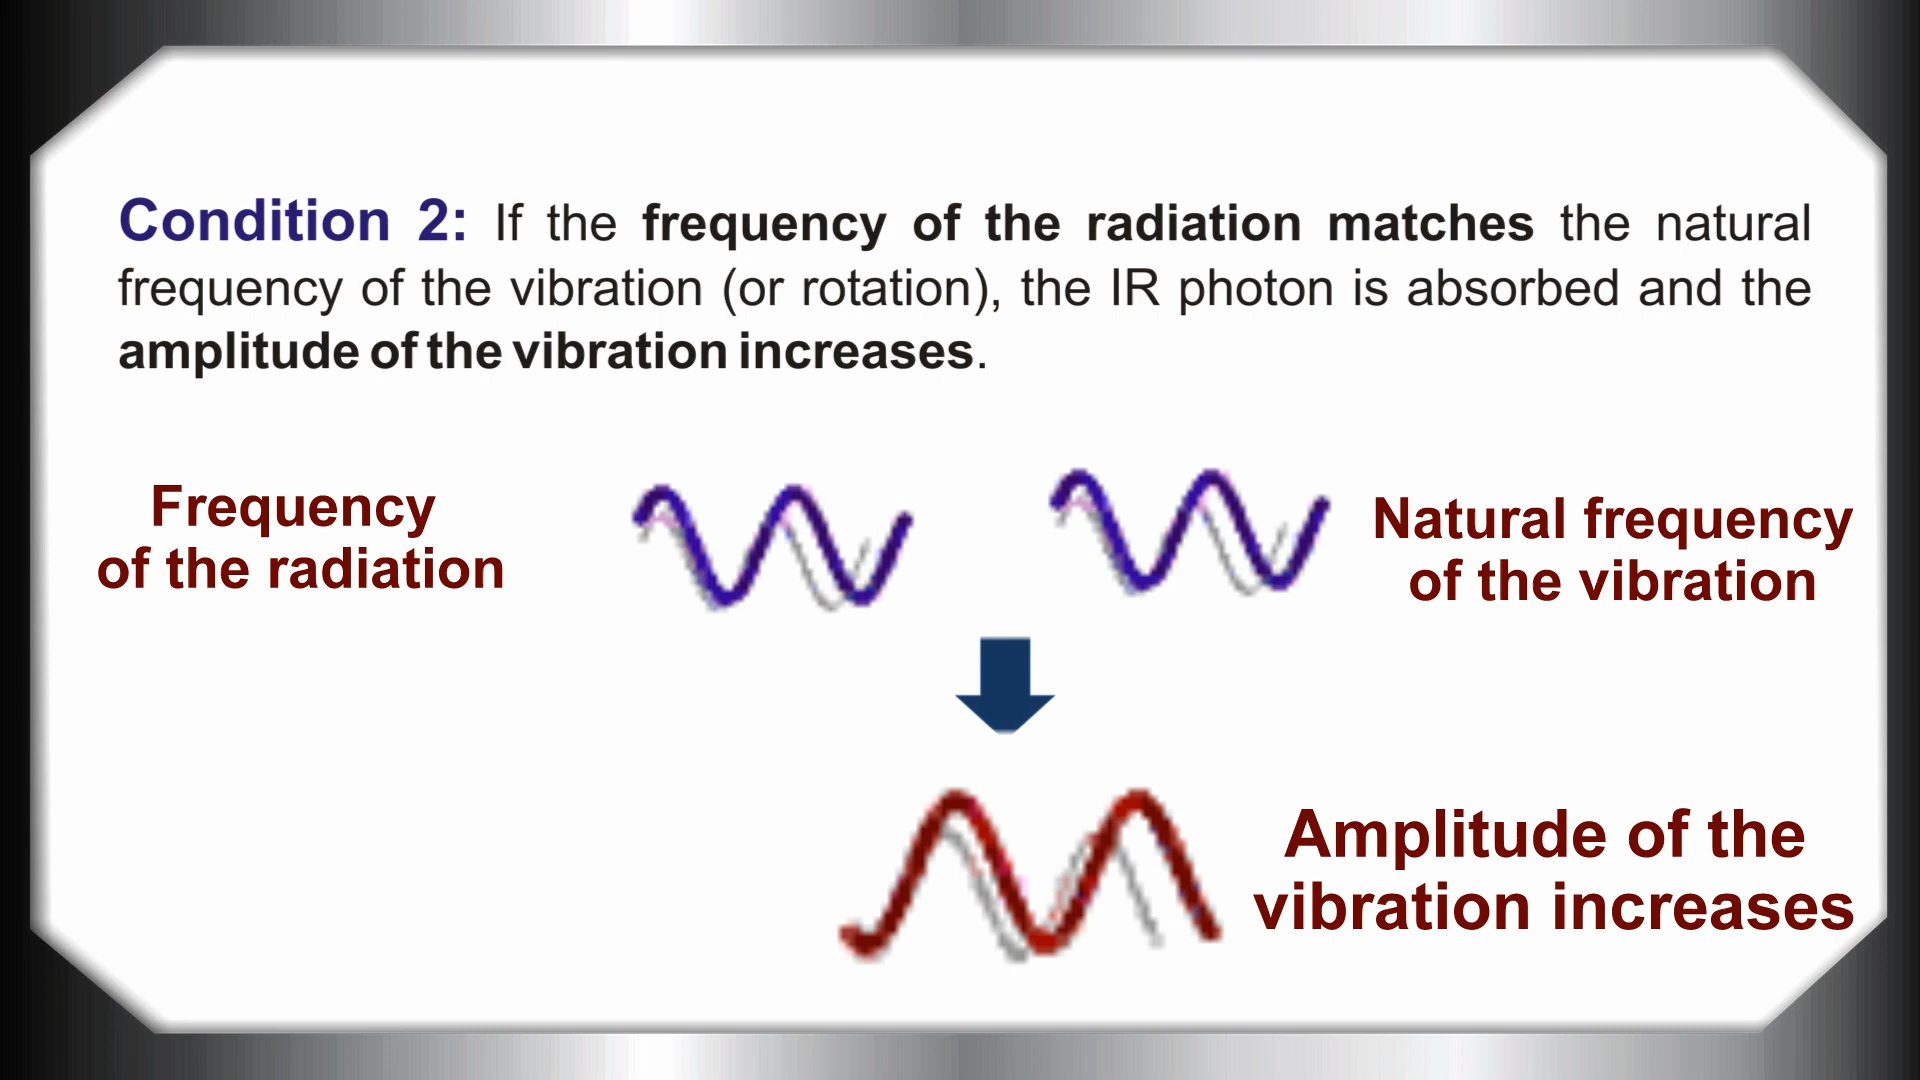 Condition 2: If the frequency of the radiation matches the natural
frequency of the vibration (or rotation), the IR photon is absorbed and the
amplitude of the vibration increases.
Frequency
of the radiation
Natural frequency
of the vibration
Amplitude of the
vibration increases